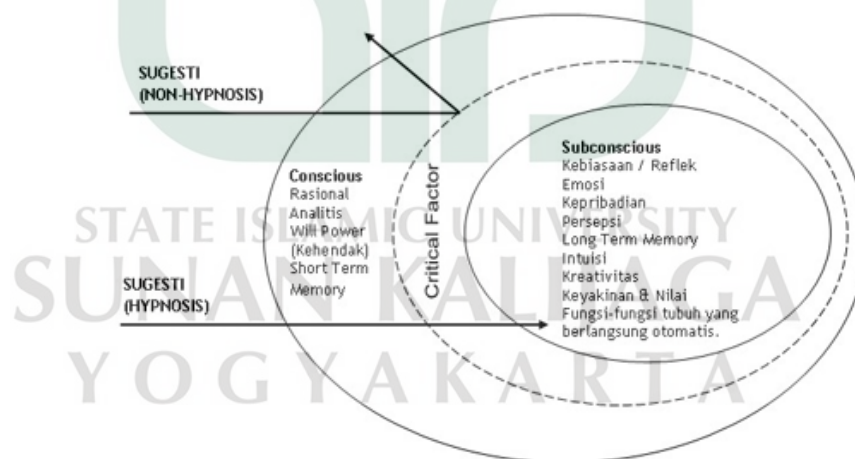 SUGESTI
(NON-HYPNOSIS)
Conscious
Rasional
Analitis
Will Power
(Kehendak)
Short Term
Memory
Critical Factor
Subconscious
Kebiasaan / Reflek
Emosi
Kepribadian
Persepsi
Long Term Memory
Intuisi
Kreativitas
Keyakinan & Nilai
Fungsi-fungsi tubuh yang
berlangsung otomatis.
SUGESTI
(HYPNOSIS)
STATE ISLAMIC UNIVERSITY
SUNAN KALIJAGA
YOGYAKARTA